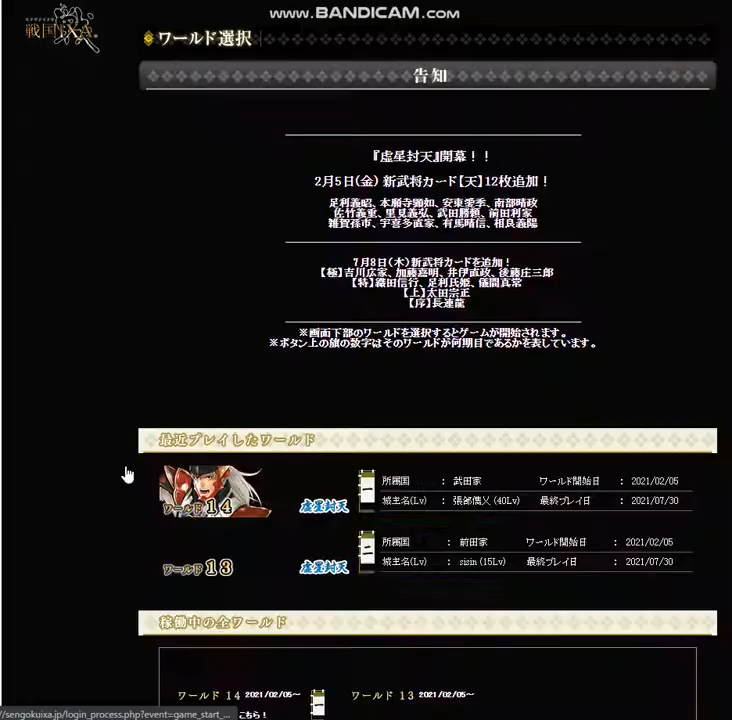 www.BANDICAM.com
戦国IXA
ワールド選択
告知
『虚星封天』開幕！！
2月5日(金) 新武将カード【天】12枚追加！
足利義昭、本願寺顕如、安東愛季、南部晴政
佐竹義重、里見義弘、武田勝頼、前田利家
雑賀孫市、宇喜多直家、有馬晴信、相良義陽
7月8日(木)新武将カードを追加！
【極】吉川広家、加藤嘉明、井伊直政、後藤庄三郎
【特】織田信行、足利氏姫、儀間真常
【上】太田宗正
【序】長連龍
※画面下部のワールドを選択するとゲームが開始されます。
※ボタン上の旗の数字はそのワールドが何期目であるかを表しています。
最近プレイしたワールド
ワールド 14 虚星封天 一
所属国 ： 武田家 ワールド開始日 ： 2021/02/05
城主名(Lv) ： 張郃儁乂 (40Lv) 最終プレイ日 ： 2021/07/30
ワールド 13 虚星封天 二
所属国 ： 前田家 ワールド開始日 ： 2021/02/05
城主名(Lv) ： sisin (15Lv) 最終プレイ日 ： 2021/07/30
稼働中の全ワールド
ワールド 14 2021/02/05～ 一 ワールド 13 2021/02/05～
こちら！
//sengokuixa.jp/login_process.php?event=game_start_...